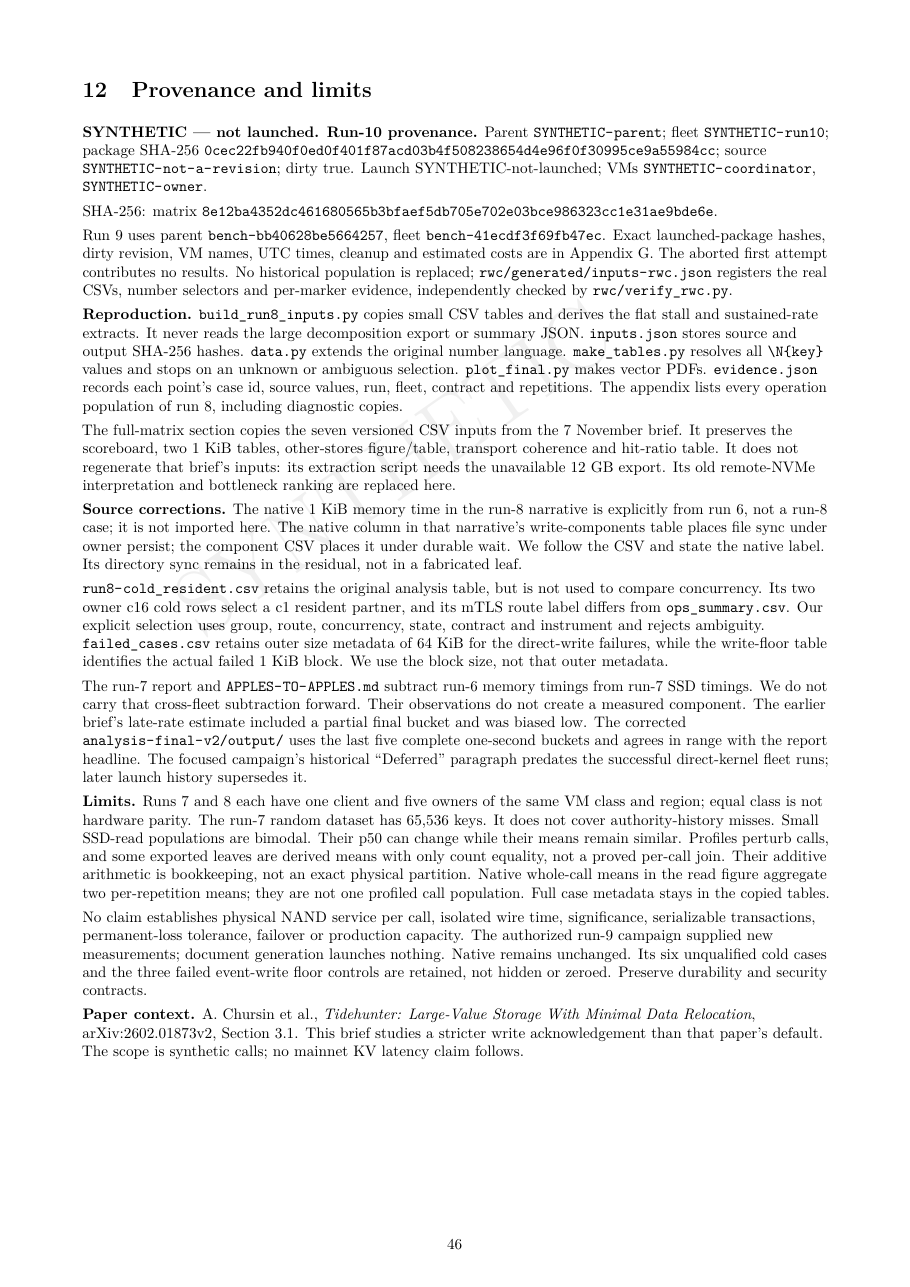 12 Provenance and limits
SYNTHETIC — not launched. Run-10 provenance. Parent SYNTHETIC-parent; fleet SYNTHETIC-run10;
package SHA-256 0cec22fb940f0ed0f401f87acd03b4f508238654d4e96f0f30995ce9a55984cc; source
SYNTHETIC-not-a-revision; dirty true. Launch SYNTHETIC-not-launched; VMs SYNTHETIC-coordinator,
SYNTHETIC-owner.
SHA-256: matrix 8e12ba4352dc461680565b3bfaef5db705e702e03bce986323cc1e31ae9bde6e.
Run 9 uses parent bench-bb40628be5664257, fleet bench-41ecdf3f69fb47ec. Exact launched-package hashes,
dirty revision, VM names, UTC times, cleanup and estimated costs are in Appendix G. The aborted first attempt
contributes no results. No historical population is replaced; rwc/generated/inputs-rwc.json registers the real
CSVs, number selectors and per-marker evidence, independently checked by rwc/verify_rwc.py.
Reproduction. build_run8_inputs.py copies small CSV tables and derives the flat stall and sustained-rate
extracts. It never reads the large decomposition export or summary JSON. inputs.json stores source and
output SHA-256 hashes. data.py extends the original number language. make_tables.py resolves all \N{key}
values and stops on an unknown or ambiguous selection. plot_final.py makes vector PDFs. evidence.json
records each point's case id, source values, run, fleet, contract and repetitions. The appendix lists every operation
population of run 8, including diagnostic copies.
The full-matrix section copies the seven versioned CSV inputs from the 7 November brief. It preserves the
scoreboard, two 1 KiB tables, other-stores figure/table, transport coherence and hit-ratio table. It does not
regenerate that brief's inputs: its extraction script needs the unavailable 12 GB export. Its old remote-NVMe
interpretation and bottleneck ranking are replaced here.
Source corrections. The native 1 KiB memory time in the run-8 narrative is explicitly from run 6, not a run-8
case; it is not imported here. The native column in that narrative's write-components table places file sync under
owner persist; the component CSV places it under durable wait. We follow the CSV and state the native label.
Its directory sync remains in the residual, not in a fabricated leaf.
run8-cold_resident.csv retains the original analysis table, but is not used to compare concurrency. Its two
owner c16 cold rows select a c1 resident partner, and its mTLS route label differs from ops_summary.csv. Our
explicit selection uses group, route, concurrency, state, contract and instrument and rejects ambiguity.
failed_cases.csv retains outer size metadata of 64 KiB for the direct-write failures, while the write-floor table
identifies the actual failed 1 KiB block. We use the block size, not that outer metadata.
The run-7 report and APPLES-TO-APPLES.md subtract run-6 memory timings from run-7 SSD timings. We do not
carry that cross-fleet subtraction forward. Their observations do not create a measured component. The earlier
brief's late-rate estimate included a partial final bucket and was biased low. The corrected
analysis-final-v2/output/ uses the last five complete one-second buckets and agrees in range with the report
headline. The focused campaign's historical “Deferred” paragraph predates the successful direct-kernel fleet runs;
later launch history supersedes it.
Limits. Runs 7 and 8 each have one client and five owners of the same VM class and region; equal class is not
hardware parity. The run-7 random dataset has 65,536 keys. It does not cover authority-history misses. Small
SSD-read populations are bimodal. Their p50 can change while their means remain similar. Profiles perturb calls,
and some exported leaves are derived means with only count equality, not a proved per-call join. Their additive
arithmetic is bookkeeping, not an exact physical partition. Native whole-call means in the read figure aggregate
two per-repetition means; they are not one profiled call population. Full case metadata stays in the copied tables.
No claim establishes physical NAND service per call, isolated wire time, significance, serializable transactions,
permanent-loss tolerance, failover or production capacity. The authorized run-9 campaign supplied new
measurements; document generation launches nothing. Native remains unchanged. Its six unqualified cold cases
and the three failed event-write floor controls are retained, not hidden or zeroed. Preserve durability and security
contracts.
Paper context. A. Chursin et al., Tidehunter: Large-Value Storage With Minimal Data Relocation,
arXiv:2602.01873v2, Section 3.1. This brief studies a stricter write acknowledgement than that paper's default.
The scope is synthetic calls; no mainnet KV latency claim follows.
SYNTHETIC
46